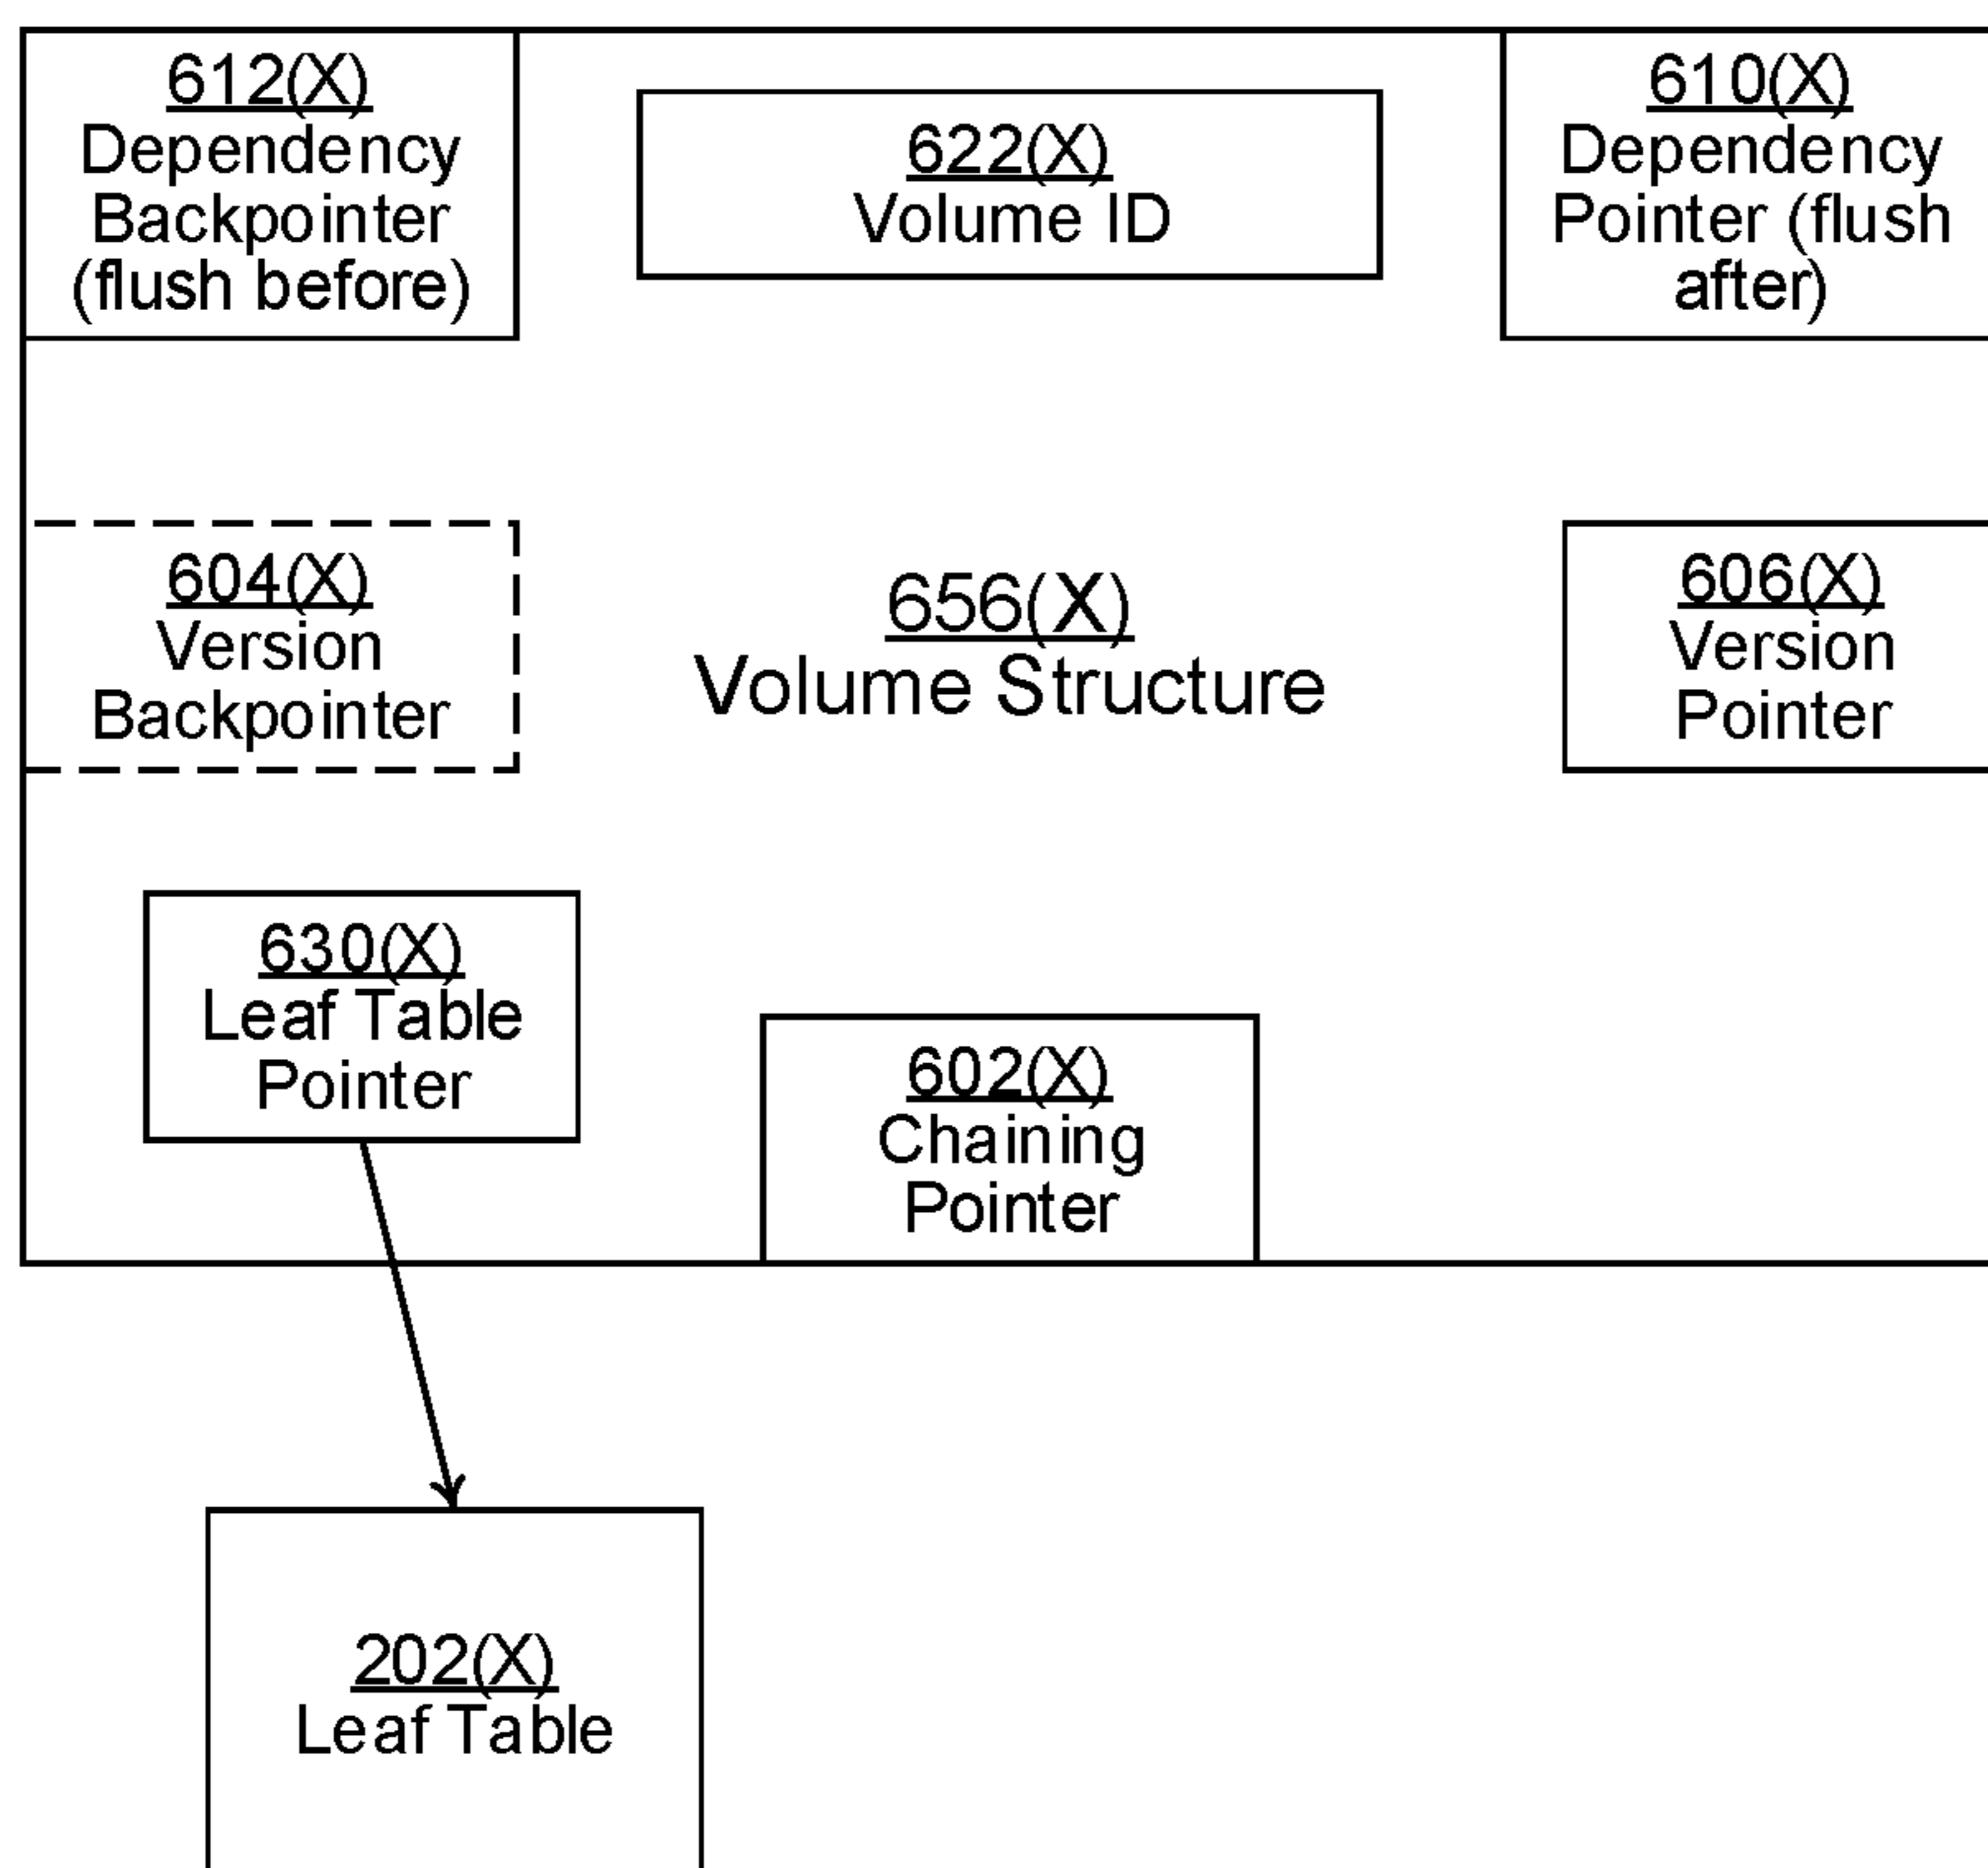 612(X)
Dependency
Backpointer
(flush before)
622(X)
Volume ID
610(X)
Dependency
Pointer (flush
after)
604(X)
Version
Backpointer
656(X)
Volume Structure
606(X)
Version
Pointer
630(X)
Leaf Table
Pointer
602(X)
Chaining
Pointer
202(X)
Leaf Table